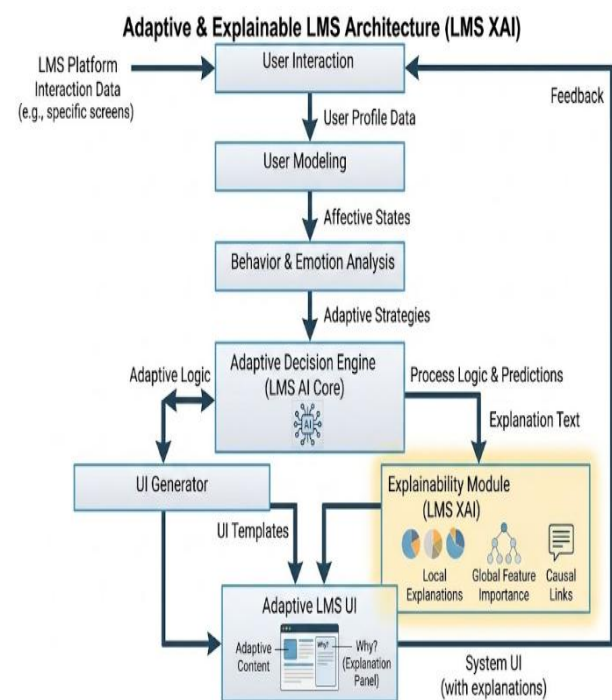 Adaptive & Explainable LMS Architecture (LMS XAI)
LMS Platform
Interaction Data
(e.g., specific screens)
User Interaction
Feedback
User Profile Data
User Modeling
Affective States
Behavior & Emotion Analysis
Adaptive Strategies
Adaptive Logic
Adaptive Decision Engine
(LMS AI Core)
AI
Process Logic & Predictions
Explanation Text
UI Generator
Explainability Module
(LMS XAI)
Local
Explanations
Global Feature
Importance
Causal
Links
UI Templates
Adaptive LMS UI
Adaptive
Content
Why?
Why?
(Explanation
Panel)
System UI
(with explanations)